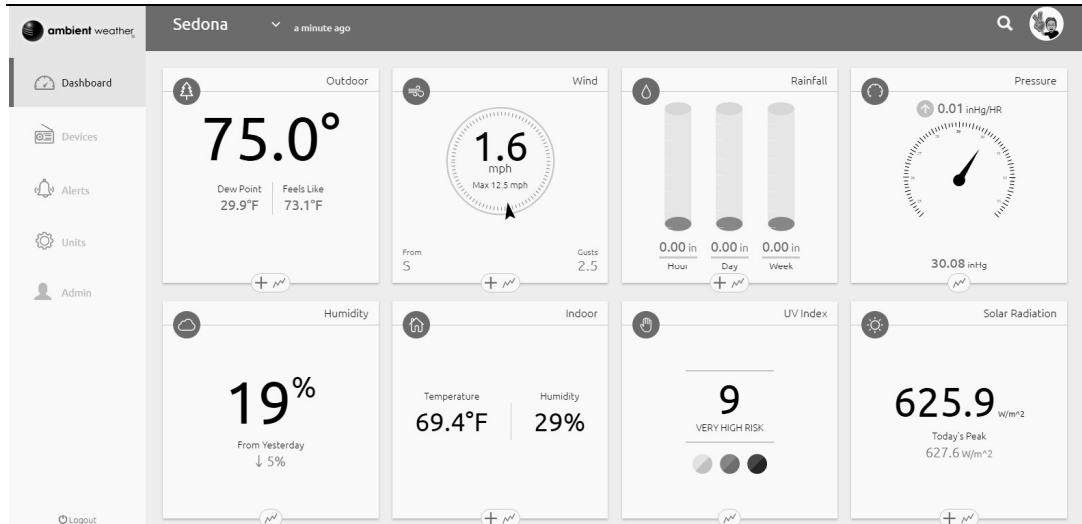 ambient weather
Sedona
a minute ago
Dashboard
Devices
Alerts
Units
Admin
Logout
Outdoor
75.0°
Dew Point
Feels Like
29.9°F
73.1°F
Wind
1.6
mph
Max 12.5 mph
From
S
Gusts
2.5
Rainfall
0.00 in
0.00 in
0.00 in
Hour
Day
Week
Pressure
0.01 inHg/HR
30.08 inHg
Humidity
19%
From Yesterday
↓ 5%
Indoor
Temperature
Humidity
69.4°F
29%
UV Index
9
VERY HIGH RISK
Solar Radiation
625.9 W/m^2
Today's Peak
627.6 W/m^2